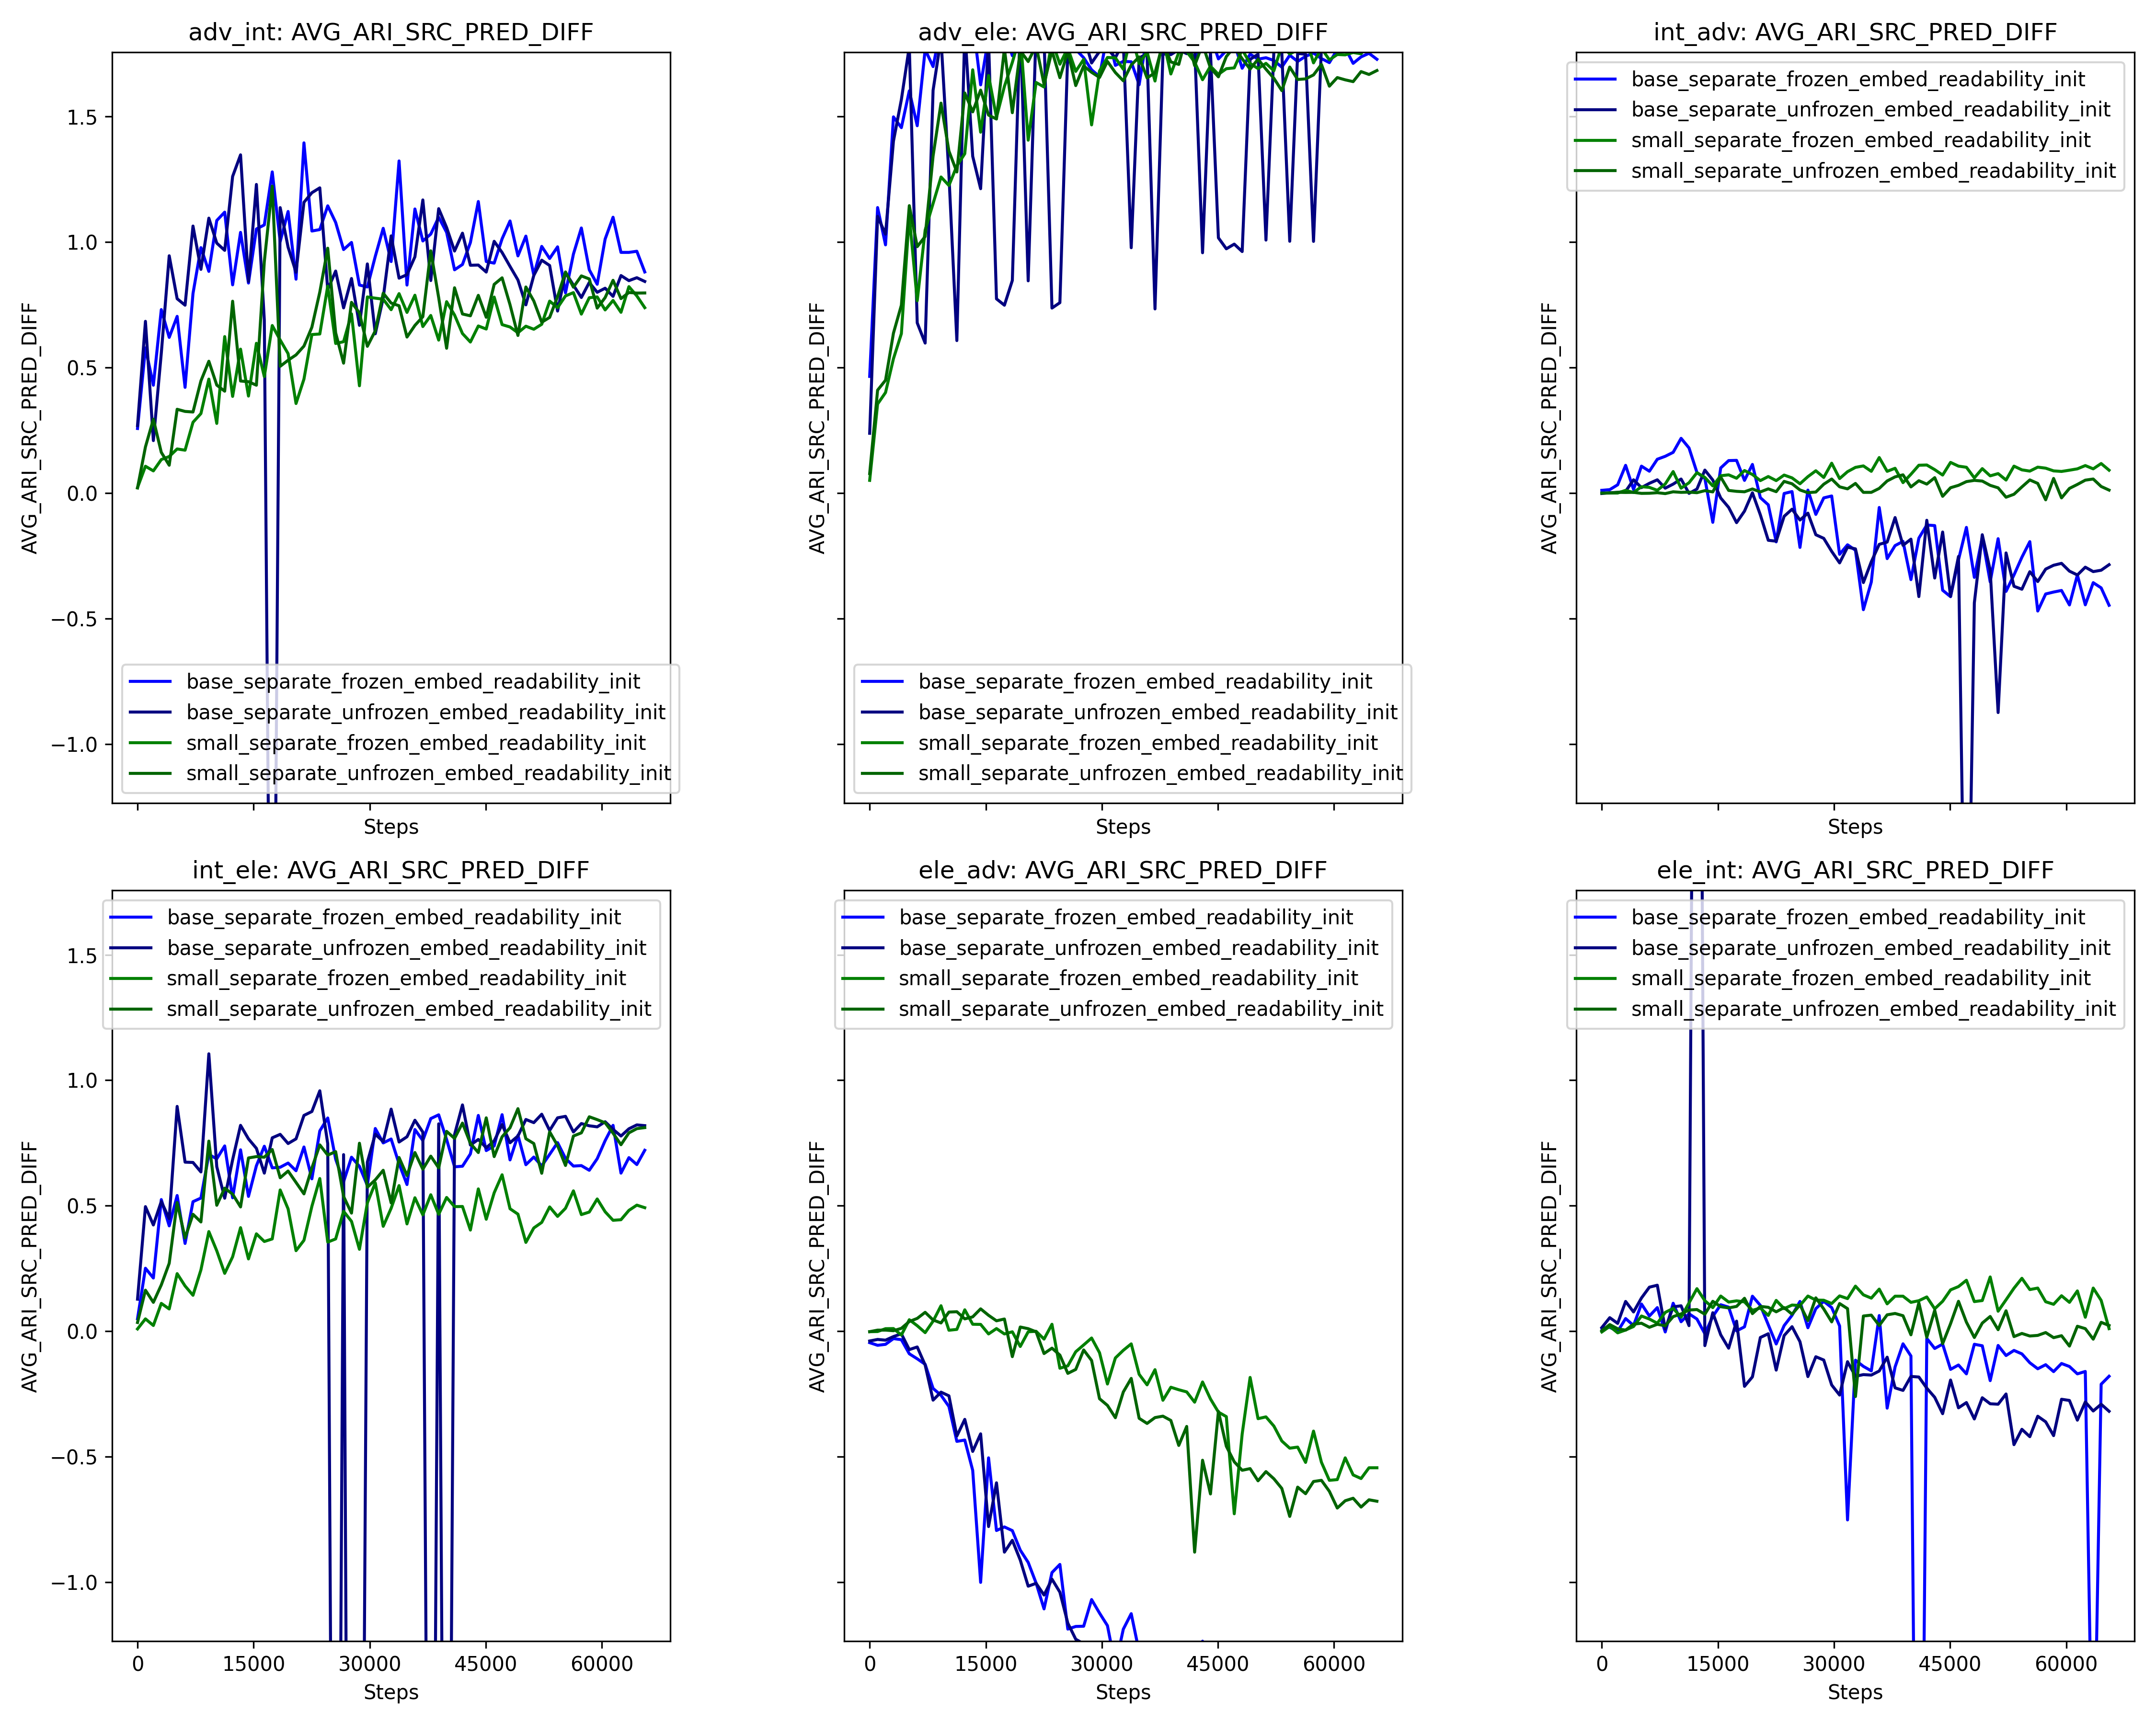 adv_int: AVG_ARI_SRC_PRED_DIFF
AVG_ARI_SRC_PRED_DIFF
1.5
1.0
0.5
0.0
−0.5
−1.0
base_separate_frozen_embed_readability_init
base_separate_unfrozen_embed_readability_init
small_separate_frozen_embed_readability_init
small_separate_unfrozen_embed_readability_init
Steps
adv_ele: AVG_ARI_SRC_PRED_DIFF
AVG_ARI_SRC_PRED_DIFF
base_separate_frozen_embed_readability_init
base_separate_unfrozen_embed_readability_init
small_separate_frozen_embed_readability_init
small_separate_unfrozen_embed_readability_init
Steps
int_adv: AVG_ARI_SRC_PRED_DIFF
AVG_ARI_SRC_PRED_DIFF
base_separate_frozen_embed_readability_init
base_separate_unfrozen_embed_readability_init
small_separate_frozen_embed_readability_init
small_separate_unfrozen_embed_readability_init
Steps
int_ele: AVG_ARI_SRC_PRED_DIFF
AVG_ARI_SRC_PRED_DIFF
base_separate_frozen_embed_readability_init
base_separate_unfrozen_embed_readability_init
small_separate_frozen_embed_readability_init
small_separate_unfrozen_embed_readability_init
1.5
1.0
0.5
0.0
−0.5
−1.0
0 15000 30000 45000 60000
Steps
ele_adv: AVG_ARI_SRC_PRED_DIFF
AVG_ARI_SRC_PRED_DIFF
base_separate_frozen_embed_readability_init
base_separate_unfrozen_embed_readability_init
small_separate_frozen_embed_readability_init
small_separate_unfrozen_embed_readability_init
0 15000 30000 45000 60000
Steps
ele_int: AVG_ARI_SRC_PRED_DIFF
AVG_ARI_SRC_PRED_DIFF
base_separate_frozen_embed_readability_init
base_separate_unfrozen_embed_readability_init
small_separate_frozen_embed_readability_init
small_separate_unfrozen_embed_readability_init
0 15000 30000 45000 60000
Steps